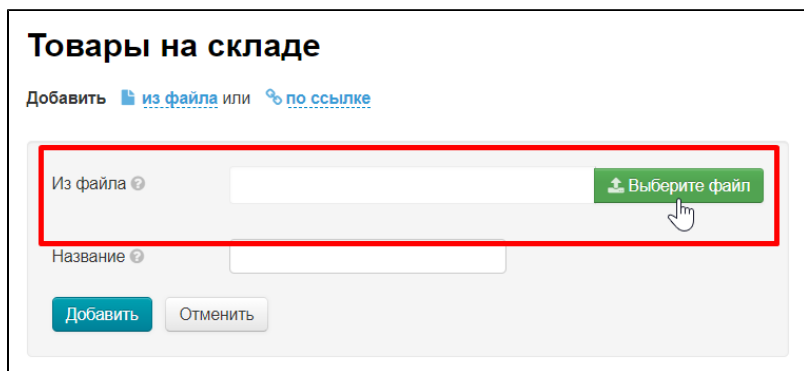 Товары на складе
Добавить из файла или по ссылке
Из файла ? Выберите файл
Название ?
Добавить Отменить